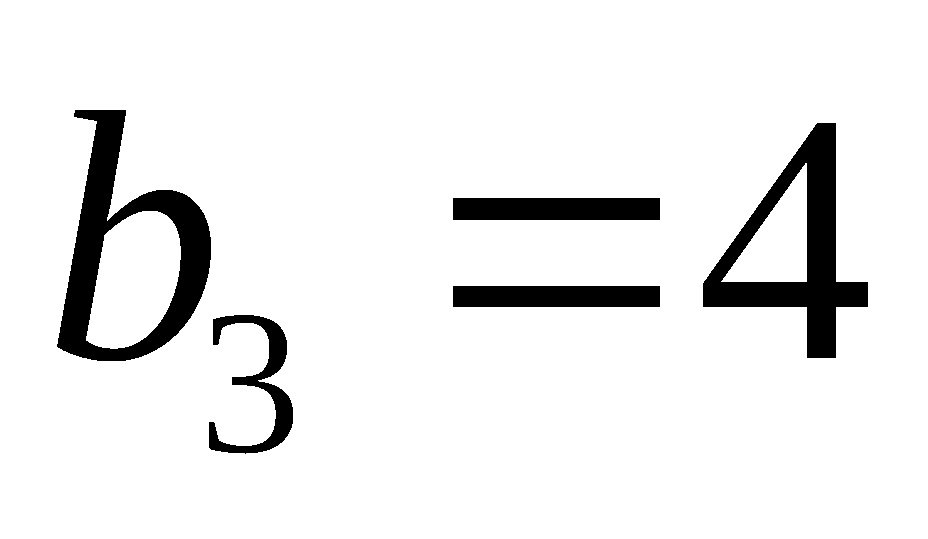 b₃ = 4